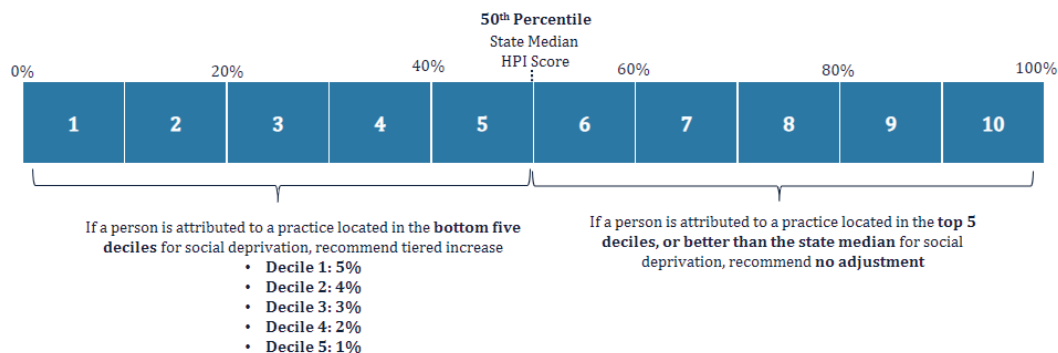 50th Percentile
State Median
HPI Score
0%
20%
40%
60%
80%
100%
1
2
3
4
5
6
7
8
9
10
If a person is attributed to a practice located in the bottom five
deciles for social deprivation, recommend tiered increase
• Decile 1: 5%
• Decile 2: 4%
• Decile 3: 3%
• Decile 4: 2%
• Decile 5: 1%
If a person is attributed to a practice located in the top 5
deciles, or better than the state median for social
deprivation, recommend no adjustment